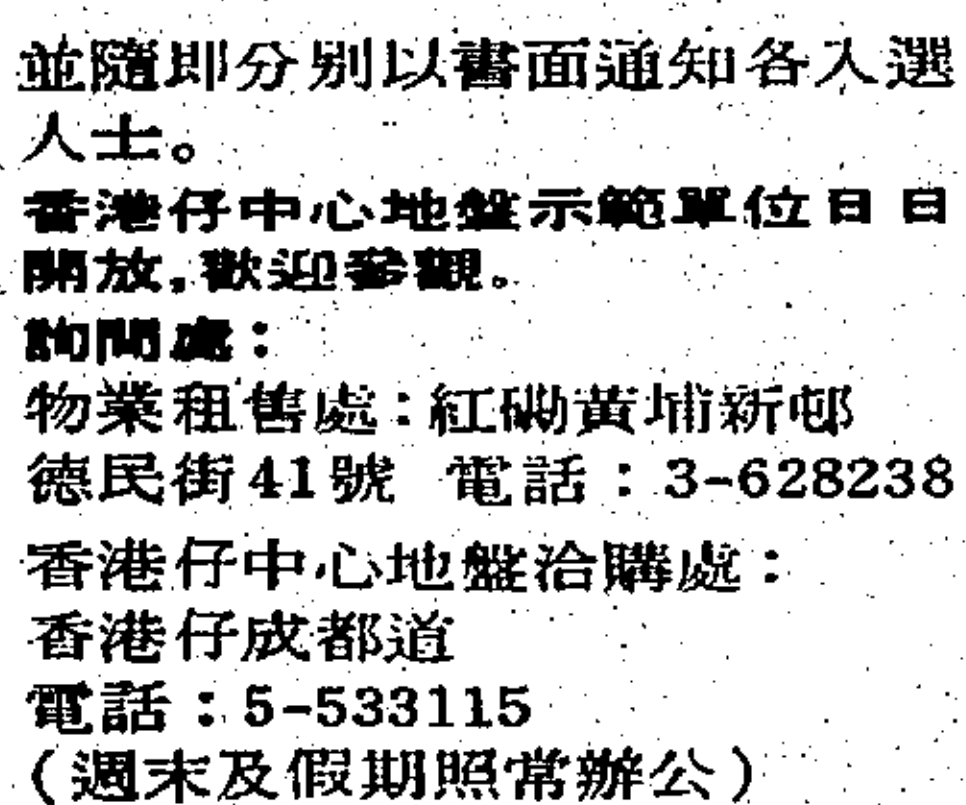 並隨即分別以書面通知各入選
人士。
香港仔中心地盤示範單位日日
開放,歡迎參觀。
詢問處：
物業租售處：紅磡黃埔新邨
德民街41號 電話：3-628238
香港仔中心地盤洽購處：
香港仔成都道
電話：5-533115
(週末及假期照常辦公)